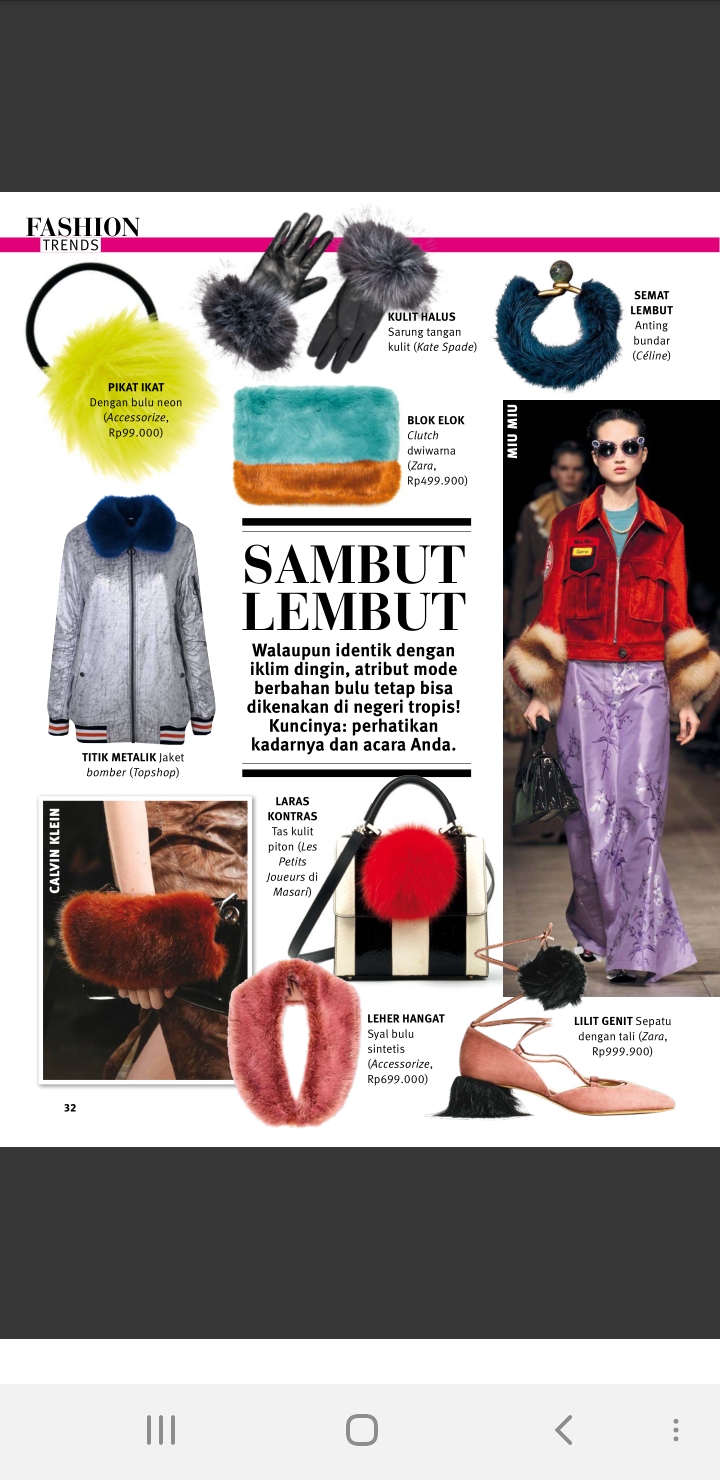 FASHION
TRENDS
PIKAT IKAT
Dengan bulu neon
(Accessorize,
Rp99.000)
KULIT HALUS
Sarung tangan
kulit (Kate Spade)
SEMAT
LEMBUT
Anting
bundar
(Céline)
BLOK ELOK
Clutch
dwiwarna
(Zara,
Rp499.900)
MIU MIU
SAMBUT
LEMBUT
Walaupun identik dengan
iklim dingin, atribut mode
berbahan bulu tetap bisa
dikenakan di negeri tropis!
Kuncinya: perhatikan
kadarnya dan acara Anda.
TITIK METALIK Jaket
bomber (Topshop)
CALVIN KLEIN
LARAS
KONTRAS
Tas kulit
piton (Les
Petits
Joueurs di
Masari)
LEHER HANGAT
Syal bulu
sintetis
(Accessorize,
Rp699.000)
LILIT GENIT Sepatu
dengan tali (Zara,
Rp999.900)
32